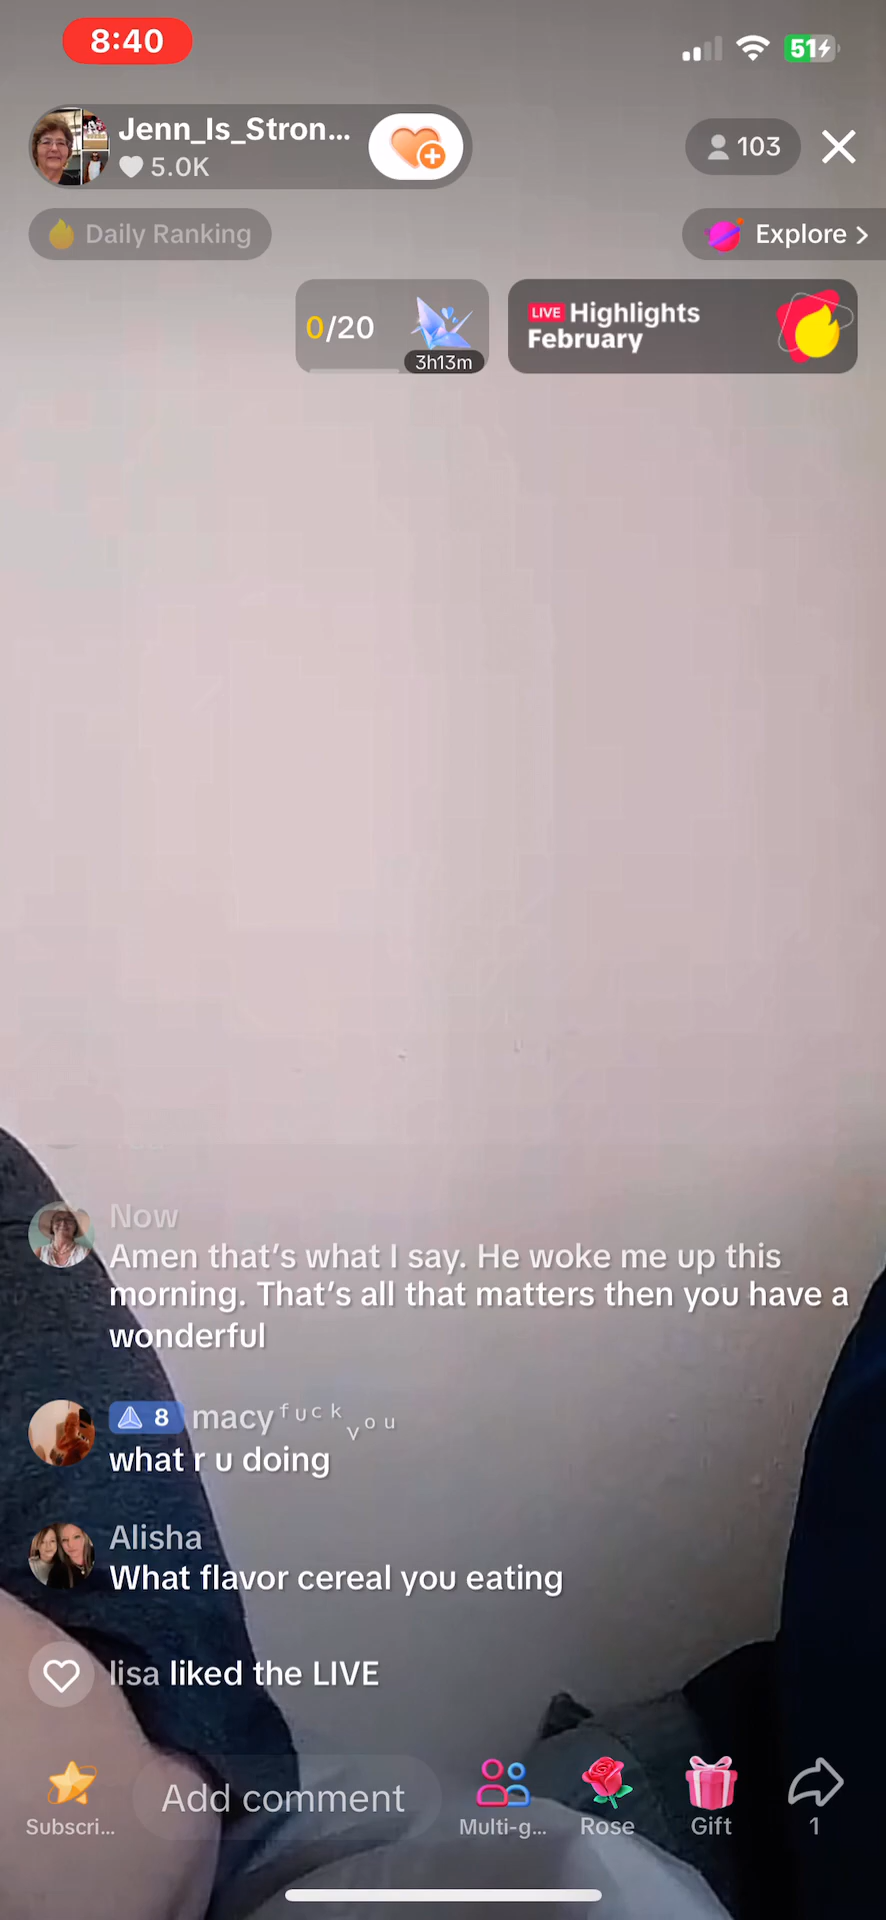 8:40
51
Jenn_Is_Stron...
5.0K
103
Daily Ranking
Explore >
0/20
3h13m
LIVE Highlights
February
Now
Amen that's what I say. He woke me up this
morning. That's all that matters then you have a
wonderful
8 macy ᶠᵘᶜᵏ ᵥₒᵤ
what r u doing
Alisha
What flavor cereal you eating
lisa liked the LIVE
Subscri...
Add comment
Multi-g...
Rose
Gift
1